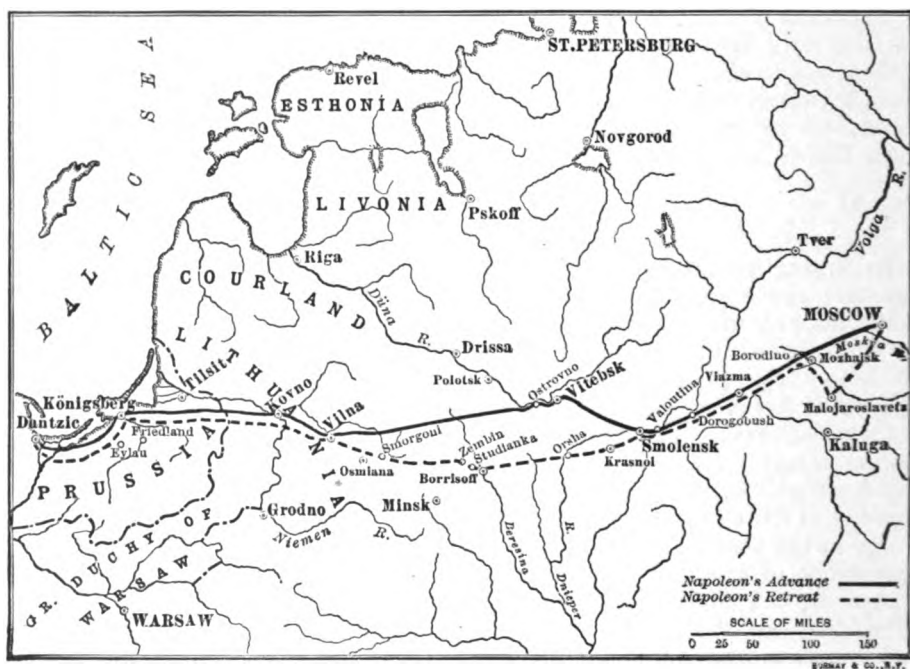 ST. PETERSBURG
Revel
ESTHONIA
BALTIC SEA
Novgorod
LIVONIA
Pskoff
Volga R.
Tver
Riga
COURLAND
Düna R.
MOSCOW
Moskva R.
Drissa
Borodino
Mozhaisk
LITHUANIA
Polotsk
Ostrovno
Vitebsk
Viazma
Tilsit
Kovno
Valoutina
Malojaroslavetz
Königsberg
Dantzic
Friedland
Vilna
Dorogobush
Smolensk
Kaluga
Eylau
Smorgoni
Zembin
Studianka
Orsha
Krasnoi
Osmiana
Borrisoff
PRUSSIA
Grodno
Minsk
Niemen R.
Beresina
R.
Dnieper
GR. DUCHY OF
WARSAW
WARSAW
Napoleon's Advance
Napoleon's Retreat
SCALE OF MILES
0 25 50 100 150
& CO., N.Y.